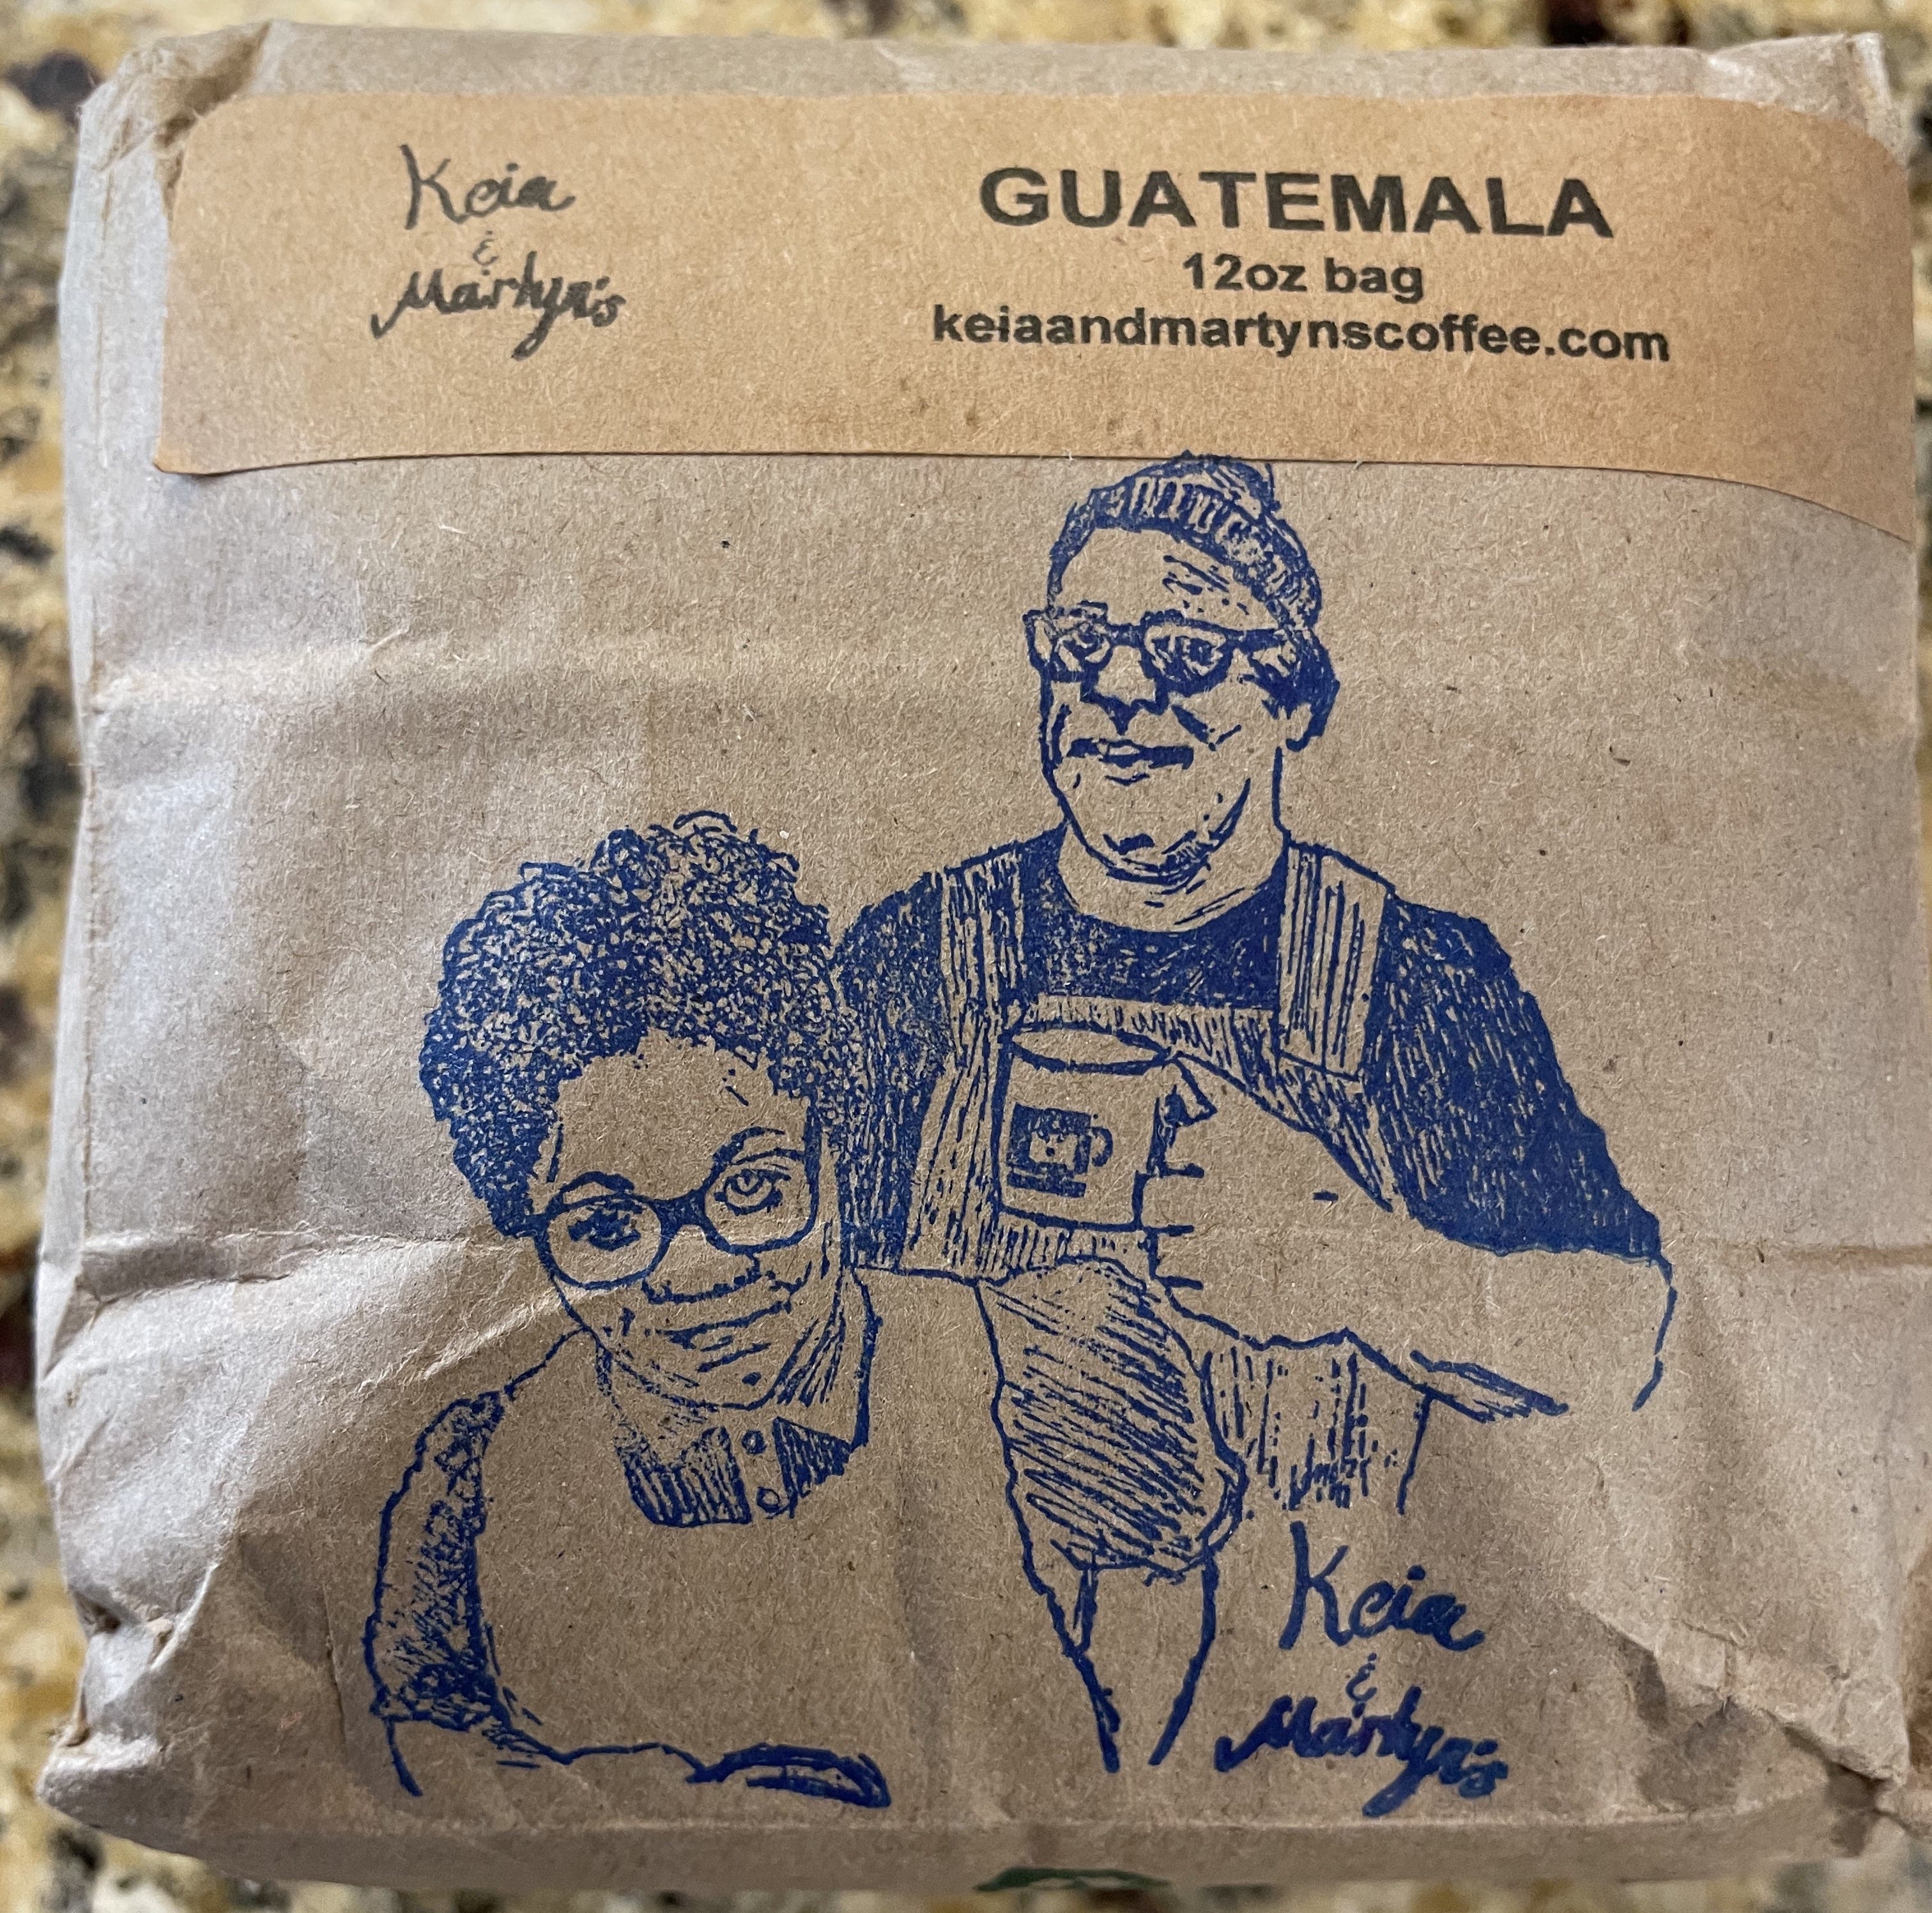 Keia
&
Martyn's
GUATEMALA
12oz bag
keiaandmartynscoffee.com
Keia
&
Martyn's